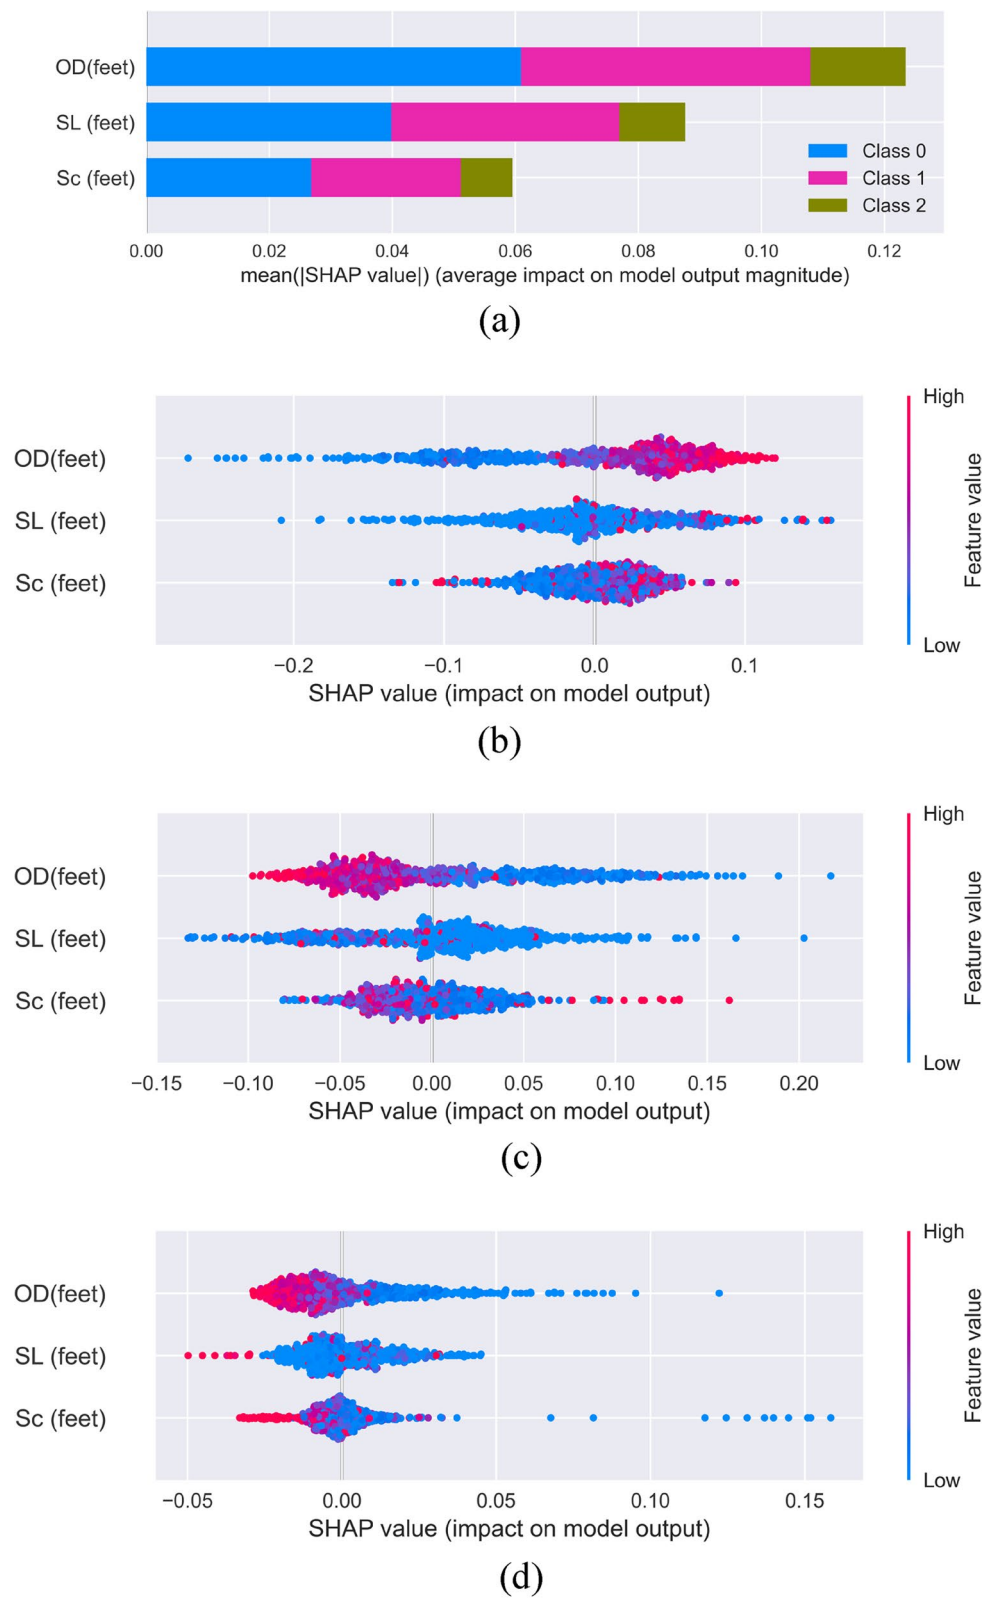 OD(feet)
SL (feet)
Sc (feet)
Class 0
Class 1
Class 2
0.00 0.02 0.04 0.06 0.08 0.10 0.12
mean(|SHAP value|) (average impact on model output magnitude)
(a)
High
OD(feet)
SL (feet)
Sc (feet)
Feature value
Low
−0.2 −0.1 0.0 0.1
SHAP value (impact on model output)
(b)
High
OD(feet)
SL (feet)
Sc (feet)
Feature value
Low
−0.15 −0.10 −0.05 0.00 0.05 0.10 0.15 0.20
SHAP value (impact on model output)
(c)
High
OD(feet)
SL (feet)
Sc (feet)
Feature value
Low
−0.05 0.00 0.05 0.10 0.15
SHAP value (impact on model output)
(d)